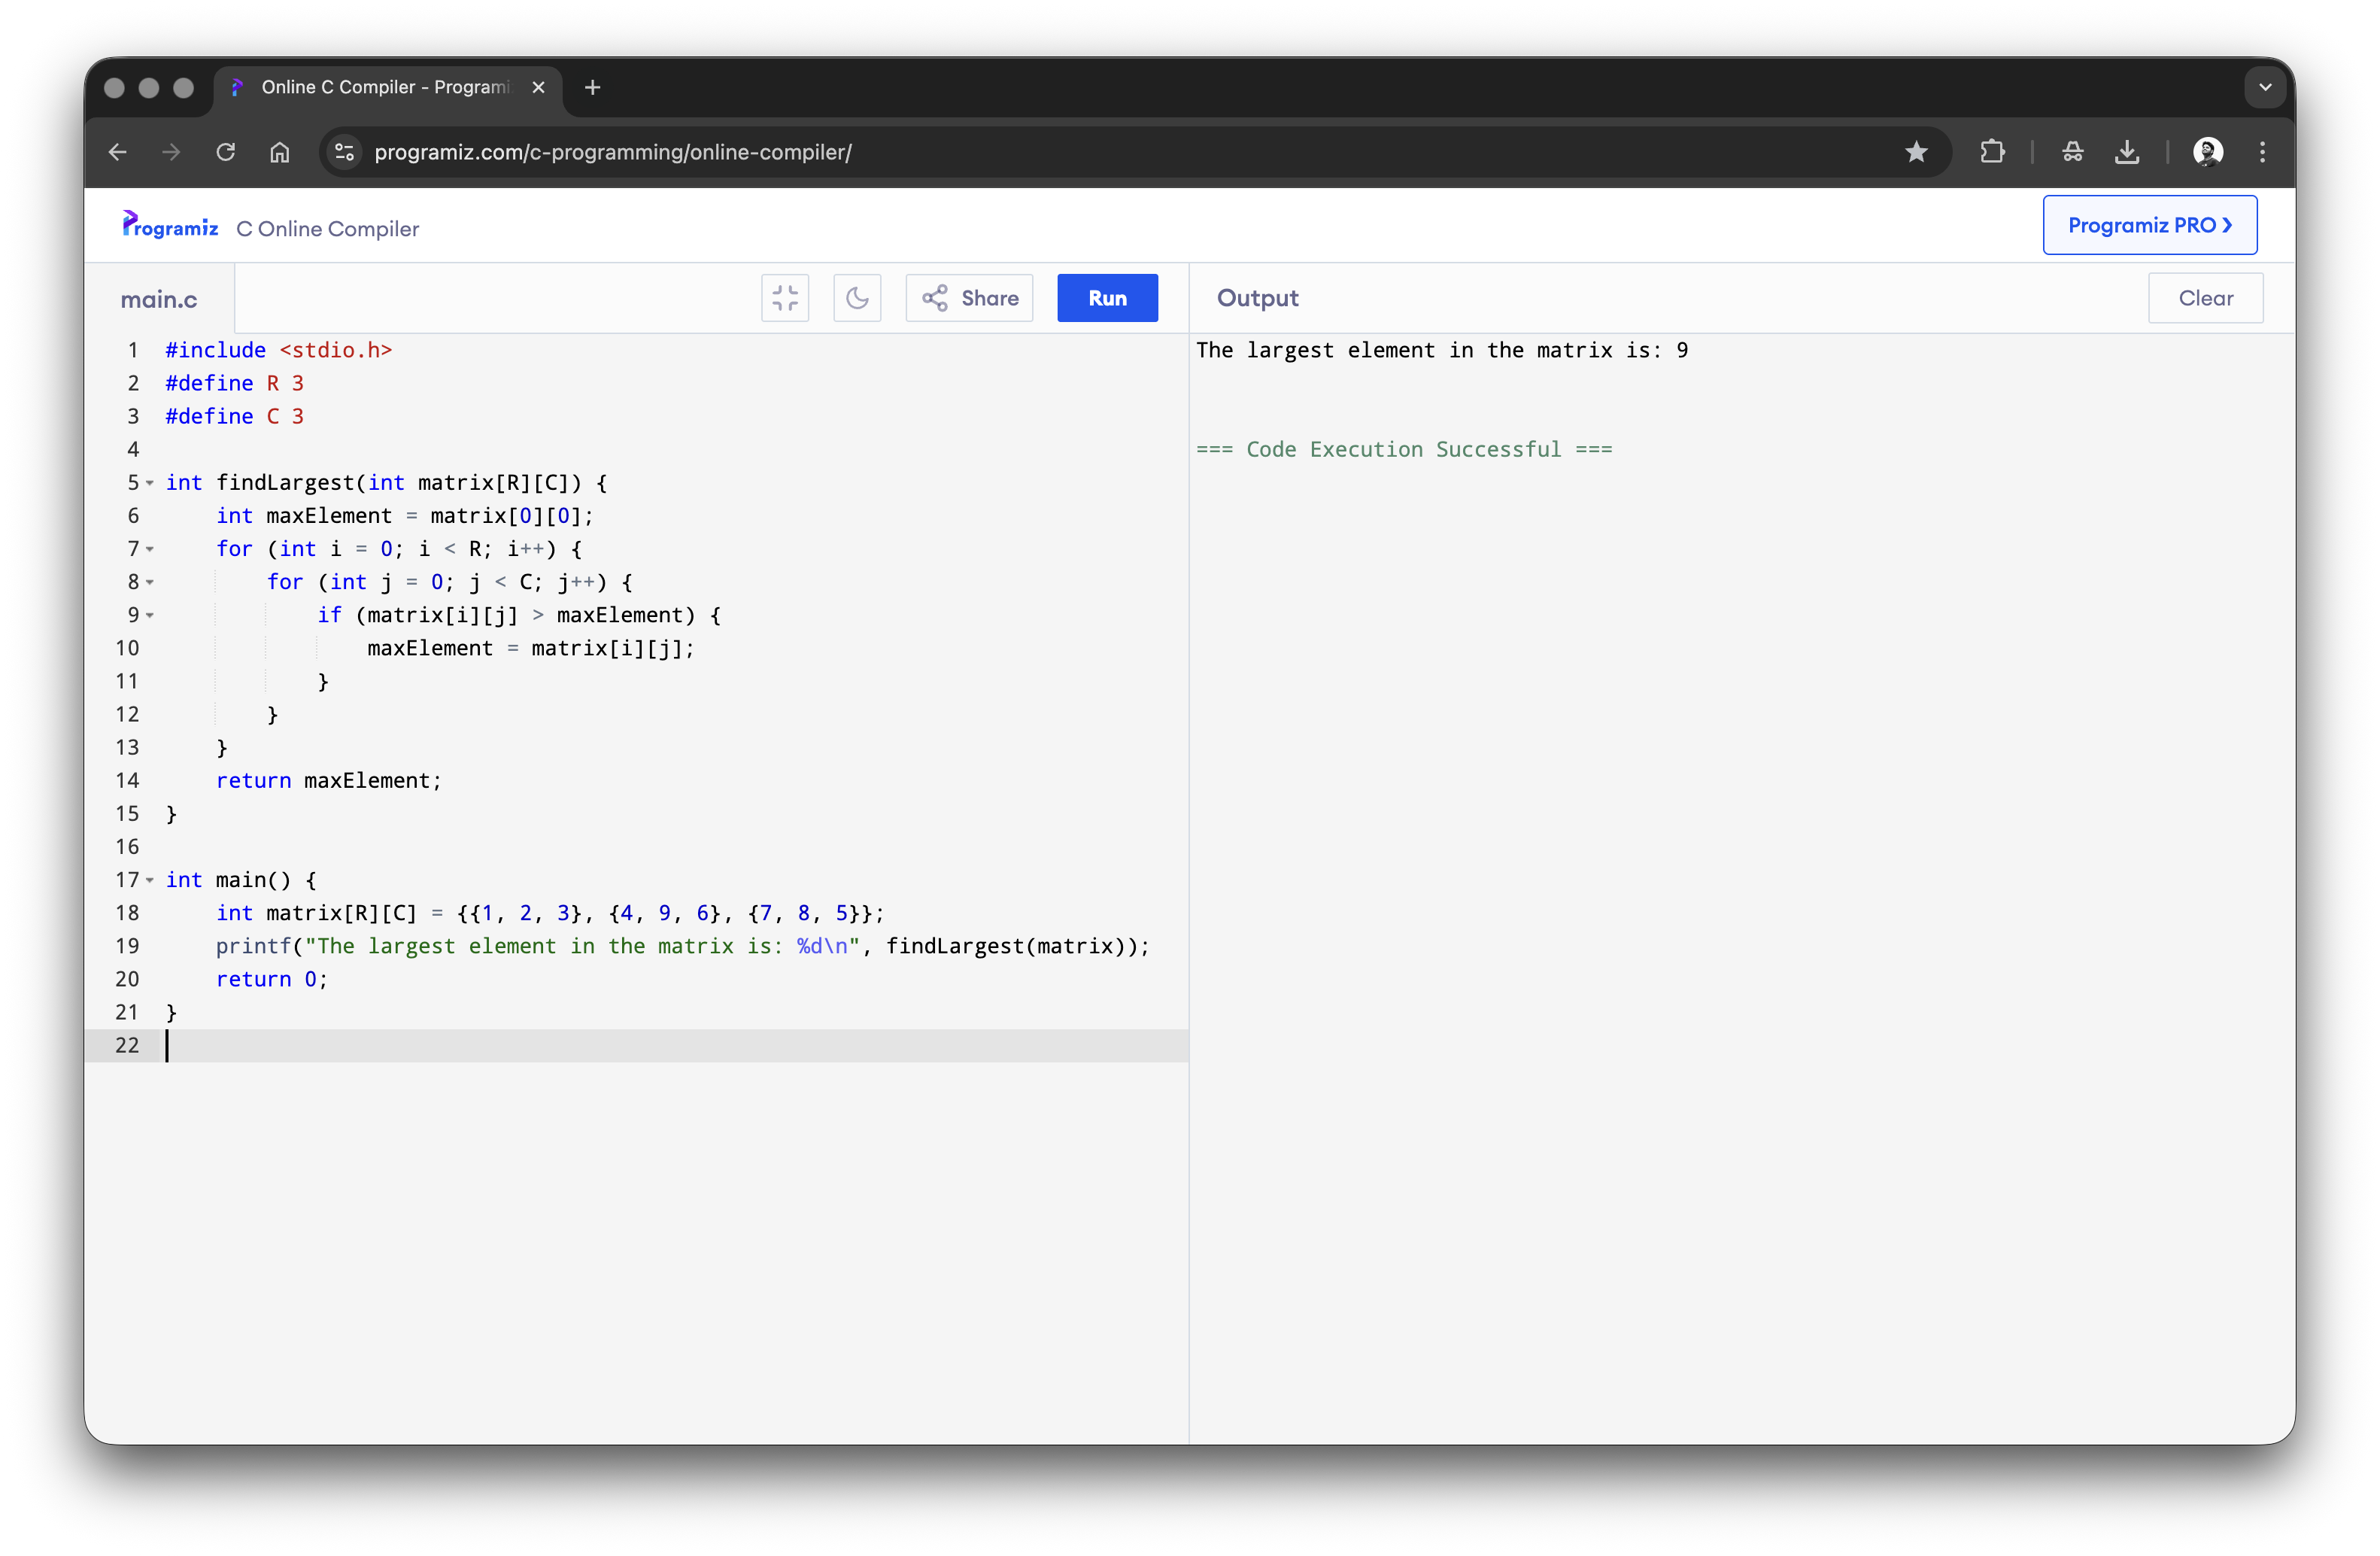 Online C Compiler - Programi
programiz.com/c-programming/online-compiler/
Programiz C Online Compiler
Programiz PRO
main.c
Share
Run
Output
Clear
1 #include <stdio.h>
2 #define R 3
3 #define C 3
4
5 int findLargest(int matrix[R][C]) {
6     int maxElement = matrix[0][0];
7     for (int i = 0; i < R; i++) {
8         for (int j = 0; j < C; j++) {
9             if (matrix[i][j] > maxElement) {
10                 maxElement = matrix[i][j];
11             }
12         }
13     }
14     return maxElement;
15 }
16
17 int main() {
18     int matrix[R][C] = {{1, 2, 3}, {4, 9, 6}, {7, 8, 5}};
19     printf("The largest element in the matrix is: %d\n", findLargest(matrix));
20     return 0;
21 }
22
The largest element in the matrix is: 9
=== Code Execution Successful ===